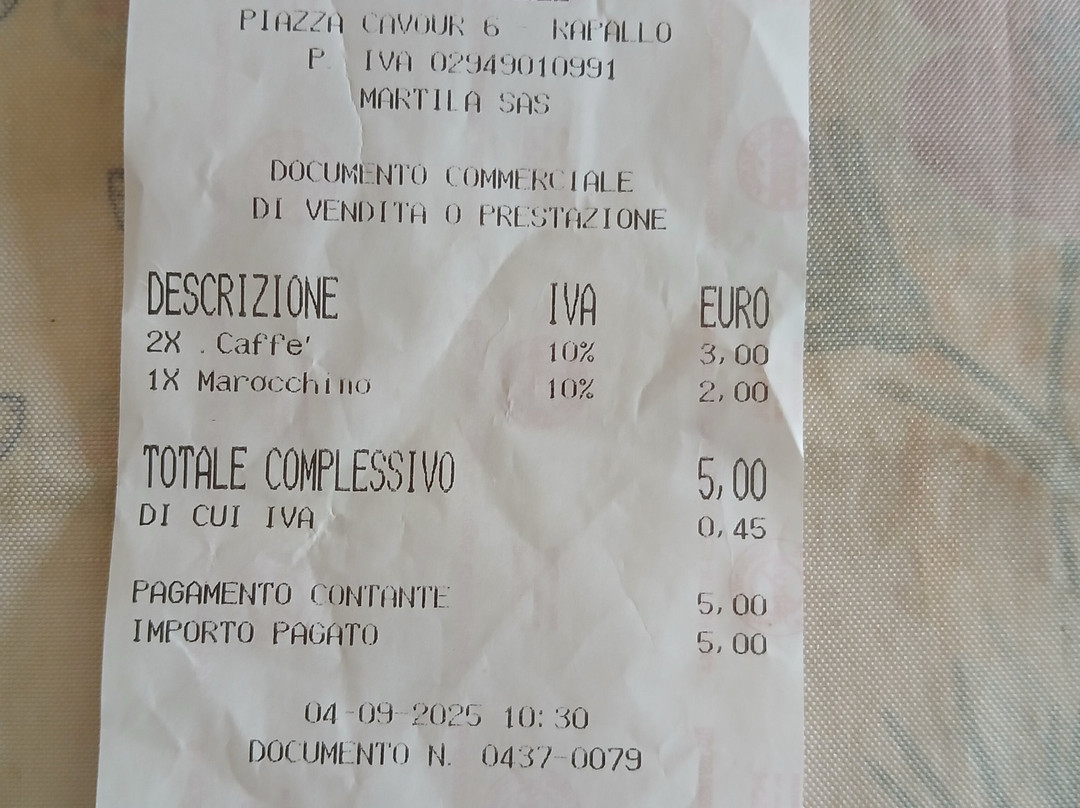 PIAZZA CAVOUR 6 - RAPALLO
P. IVA 02949010991
MARTILA SAS
DOCUMENTO COMMERCIALE
DI VENDITA O PRESTAZIONE
DESCRIZIONE IVA EURO
2X .Caffe' 10% 3,00
1X Marocchino 10% 2,00
TOTALE COMPLESSIVO 5,00
DI CUI IVA 0,45
PAGAMENTO CONTANTE 5,00
IMPORTO PAGATO 5,00
04-09-2025 10:30
DOCUMENTO N. 0437-0079